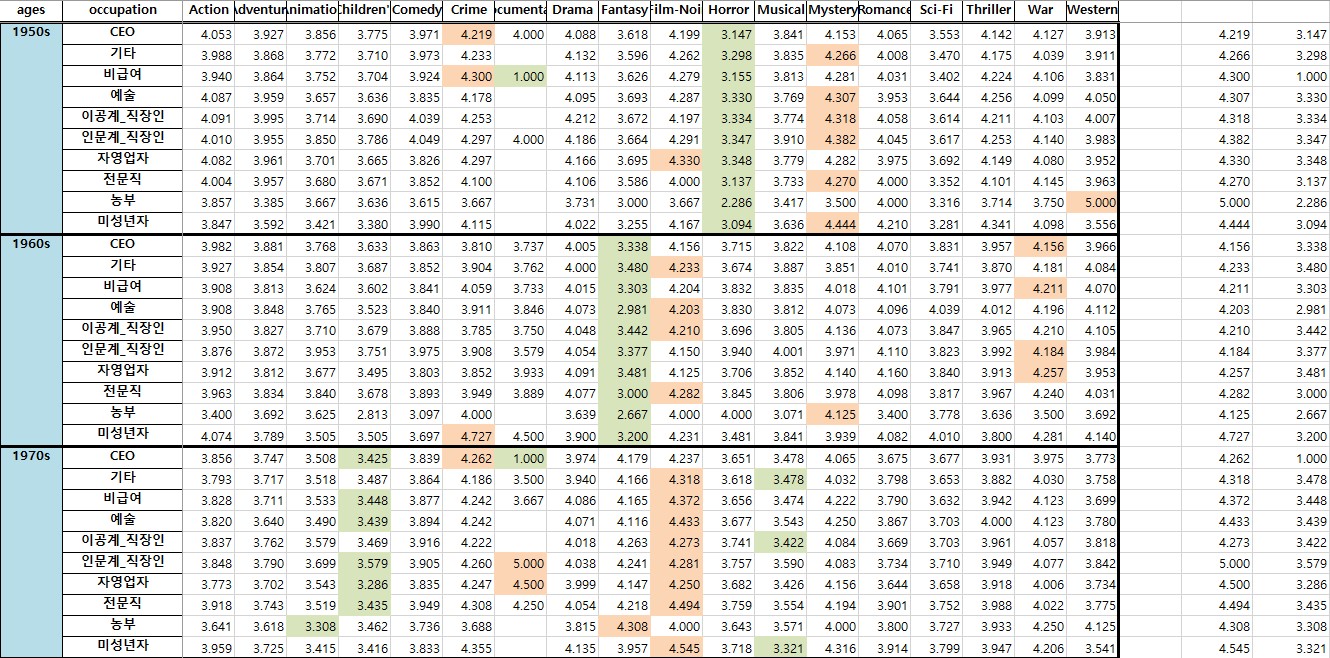 ages occupation Action Adventur Animatio Children' Comedy Crime ocumenta Drama Fantasy Film-Noi Horror Musical Mystery Romance Sci-Fi Thriller War Western
1950s CEO 4.053 3.927 3.856 3.775 3.971 4.219 4.000 4.088 3.618 4.199 3.147 3.841 4.153 4.065 3.553 4.142 4.127 3.913 4.219 3.147
기타 3.988 3.868 3.772 3.710 3.973 4.233 4.132 3.596 4.262 3.298 3.835 4.266 4.008 3.470 4.175 4.039 3.911 4.266 3.298
비급여 3.940 3.864 3.752 3.704 3.924 4.300 1.000 4.113 3.626 4.279 3.155 3.813 4.281 4.031 3.402 4.224 4.106 3.831 4.300 1.000
예술 4.087 3.959 3.657 3.636 3.835 4.178 4.095 3.693 4.287 3.330 3.769 4.307 3.953 3.644 4.256 4.099 4.050 4.307 3.330
이공계_직장인 4.091 3.995 3.714 3.690 4.039 4.253 4.212 3.672 4.197 3.334 3.774 4.318 4.058 3.614 4.211 4.103 4.007 4.318 3.334
인문계_직장인 4.010 3.955 3.850 3.786 4.049 4.297 4.000 4.186 3.664 4.291 3.347 3.910 4.382 4.045 3.617 4.253 4.140 3.983 4.382 3.347
자영업자 4.082 3.961 3.701 3.665 3.826 4.297 4.166 3.695 4.330 3.348 3.779 4.282 3.975 3.692 4.149 4.080 3.952 4.330 3.348
전문직 4.004 3.957 3.680 3.671 3.852 4.100 4.106 3.586 4.000 3.137 3.733 4.270 4.000 3.352 4.101 4.145 3.963 4.270 3.137
농부 3.857 3.385 3.667 3.636 3.615 3.667 3.731 3.000 3.667 2.286 3.417 3.500 4.000 3.316 3.714 3.750 5.000 5.000 2.286
미성년자 3.847 3.592 3.421 3.380 3.990 4.115 4.022 3.255 4.167 3.094 3.636 4.444 4.210 3.281 4.341 4.098 3.556 4.444 3.094
1960s CEO 3.982 3.881 3.768 3.633 3.863 3.810 3.737 4.005 3.338 4.156 3.715 3.822 4.108 4.070 3.831 3.957 4.156 3.966 4.156 3.338
기타 3.927 3.854 3.807 3.687 3.852 3.904 3.762 4.000 3.480 4.233 3.674 3.887 3.851 4.010 3.741 3.870 4.181 4.084 4.233 3.480
비급여 3.908 3.813 3.624 3.602 3.841 4.059 3.733 4.015 3.303 4.204 3.832 3.835 4.018 4.101 3.791 3.977 4.211 4.070 4.211 3.303
예술 3.908 3.848 3.765 3.523 3.840 3.911 3.846 4.073 2.981 4.203 3.830 3.812 4.073 4.096 4.039 4.012 4.196 4.112 4.203 2.981
이공계_직장인 3.950 3.827 3.710 3.679 3.888 3.785 3.750 4.048 3.442 4.210 3.696 3.805 4.136 4.073 3.847 3.965 4.210 4.105 4.210 3.442
인문계_직장인 3.876 3.872 3.953 3.751 3.975 3.908 3.579 4.054 3.377 4.150 3.940 4.001 3.971 4.110 3.823 3.992 4.184 3.984 4.184 3.377
자영업자 3.912 3.812 3.677 3.495 3.803 3.852 3.933 4.091 3.481 4.125 3.706 3.852 4.140 4.160 3.840 3.913 4.257 3.953 4.257 3.481
전문직 3.963 3.834 3.840 3.678 3.893 3.949 3.889 4.077 3.000 4.282 3.845 3.806 3.978 4.098 3.817 3.967 4.240 4.031 4.282 3.000
농부 3.400 3.692 3.625 2.813 3.097 4.000 3.639 2.667 4.000 4.000 3.071 4.125 3.400 3.778 3.636 3.500 3.692 4.125 2.667
미성년자 4.074 3.789 3.505 3.505 3.697 4.727 4.500 3.900 3.200 4.231 3.481 3.841 3.939 4.082 4.010 3.800 4.281 4.140 4.727 3.200
1970s CEO 3.856 3.747 3.508 3.425 3.839 4.262 1.000 3.974 4.179 4.237 3.651 3.478 4.065 3.675 3.677 3.931 3.975 3.773 4.262 1.000
기타 3.793 3.717 3.518 3.487 3.864 4.186 3.500 3.940 4.165 4.318 3.618 3.478 4.032 3.798 3.653 3.882 4.030 3.758 4.318 3.478
비급여 3.828 3.711 3.533 3.448 3.877 4.242 3.667 4.086 4.165 4.372 3.656 3.474 4.222 3.790 3.632 3.942 4.123 3.699 4.372 3.448
예술 3.820 3.640 3.490 3.439 3.894 4.242 4.071 4.116 4.433 3.677 3.543 4.250 3.867 3.703 4.000 4.123 3.780 4.433 3.439
이공계_직장인 3.837 3.762 3.579 3.469 3.916 4.222 4.018 4.263 4.273 3.741 3.422 4.084 3.669 3.703 3.961 4.057 3.818 4.273 3.422
인문계_직장인 3.848 3.790 3.699 3.579 3.905 4.260 5.000 4.038 4.241 4.281 3.757 3.590 4.083 3.734 3.710 3.949 4.077 3.842 5.000 3.579
자영업자 3.773 3.702 3.543 3.286 3.835 4.247 4.500 3.999 4.147 4.250 3.682 3.426 4.156 3.644 3.658 3.918 4.006 3.734 4.500 3.286
전문직 3.918 3.743 3.519 3.435 3.949 4.308 4.250 4.054 4.218 4.494 3.759 3.554 4.194 3.901 3.752 3.988 4.022 3.775 4.494 3.435
농부 3.641 3.618 3.308 3.462 3.736 3.688 3.815 4.308 4.000 3.643 3.571 4.000 3.800 3.727 3.933 4.250 4.125 4.308 3.308
미성년자 3.959 3.725 3.415 3.416 3.833 4.355 4.135 3.957 4.545 3.718 3.321 4.316 3.914 3.799 3.947 4.206 3.541 4.545 3.321